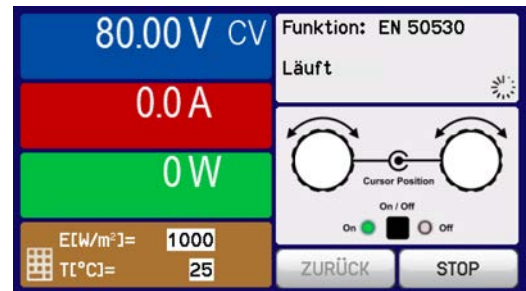 80.00 V CV
0.0 A
0 W
E[W/m²]= 1000
T[°C]= 25
Funktion: EN 50530
Läuft
Cursor Position
On / Off
On Off
ZURÜCK STOP